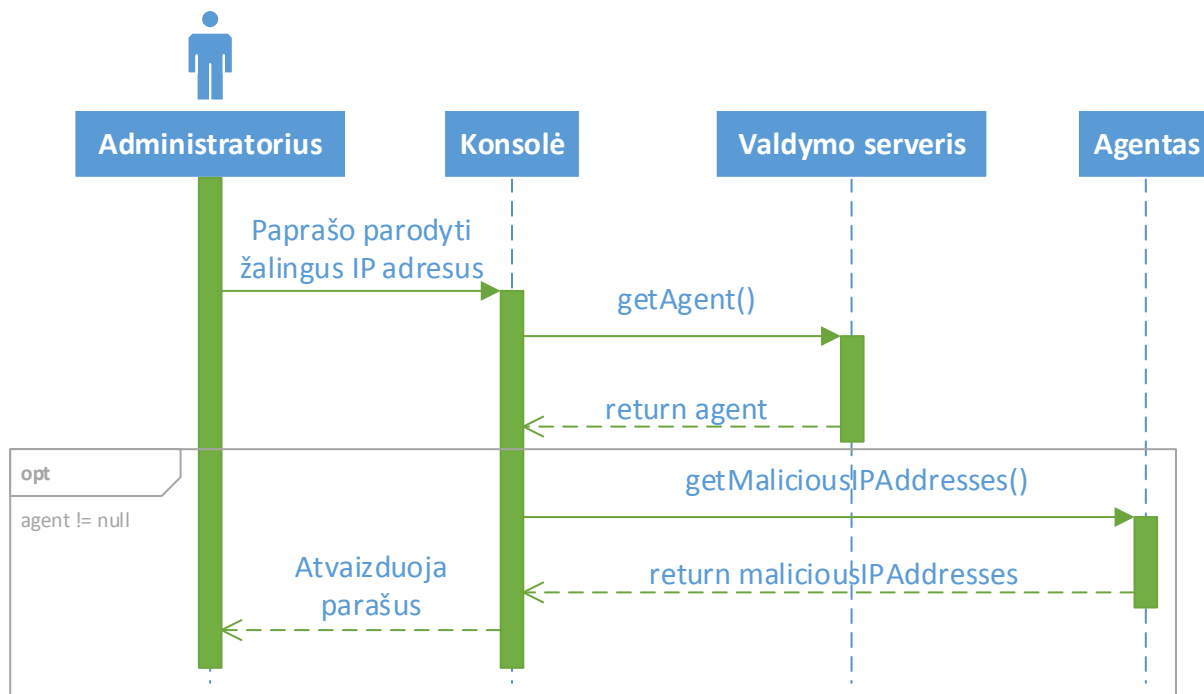 Administratorius
Konsolė
Valdymo serveris
Agentas
Paprašo parodyti
žalingus IP adresus
getAgent()
return agent
opt
agent != null
getMaliciousIPAddresses()
return maliciousIPAddresses
Atvaizduoja
parašus